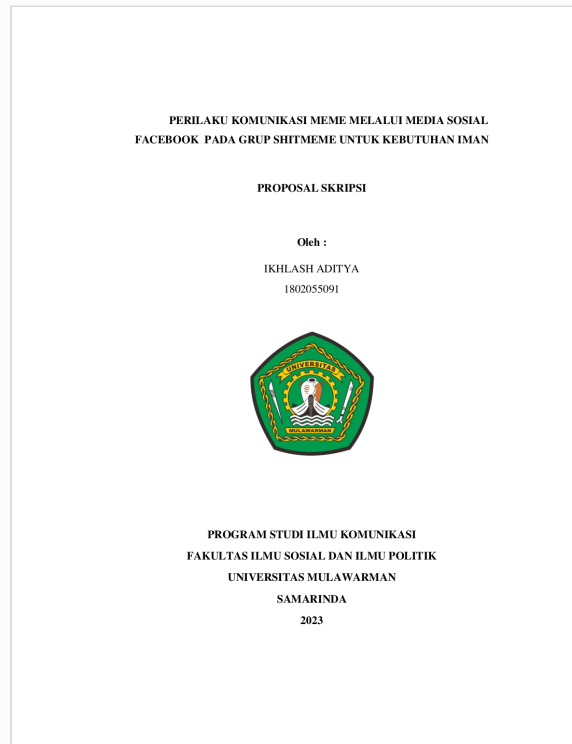 PERILAKU KOMUNIKASI MEME MELALUI MEDIA SOSIAL
FACEBOOK PADA GRUP SHITMEME UNTUK KEBUTUHAN IMAN
PROPOSAL SKRIPSI
Oleh :
IKHLASH ADITYA
1802055091
UNIVERSITAS
MULAWARMAN
PROGRAM STUDI ILMU KOMUNIKASI
FAKULTAS ILMU SOSIAL DAN ILMU POLITIK
UNIVERSITAS MULAWARMAN
SAMARINDA
2023